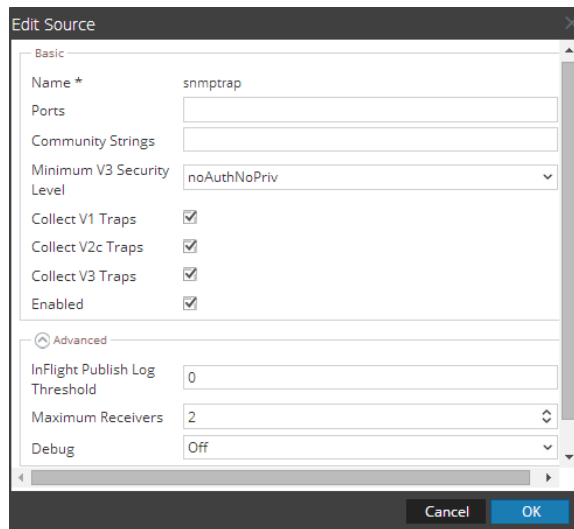 Edit Source
Basic
Name * snmptrap
Ports
Community Strings
Minimum V3 Security
Level
noAuthNoPriv
Collect V1 Traps
Collect V2c Traps
Collect V3 Traps
Enabled
Advanced
InFlight Publish Log
Threshold
0
Maximum Receivers 2
Debug Off
Cancel OK